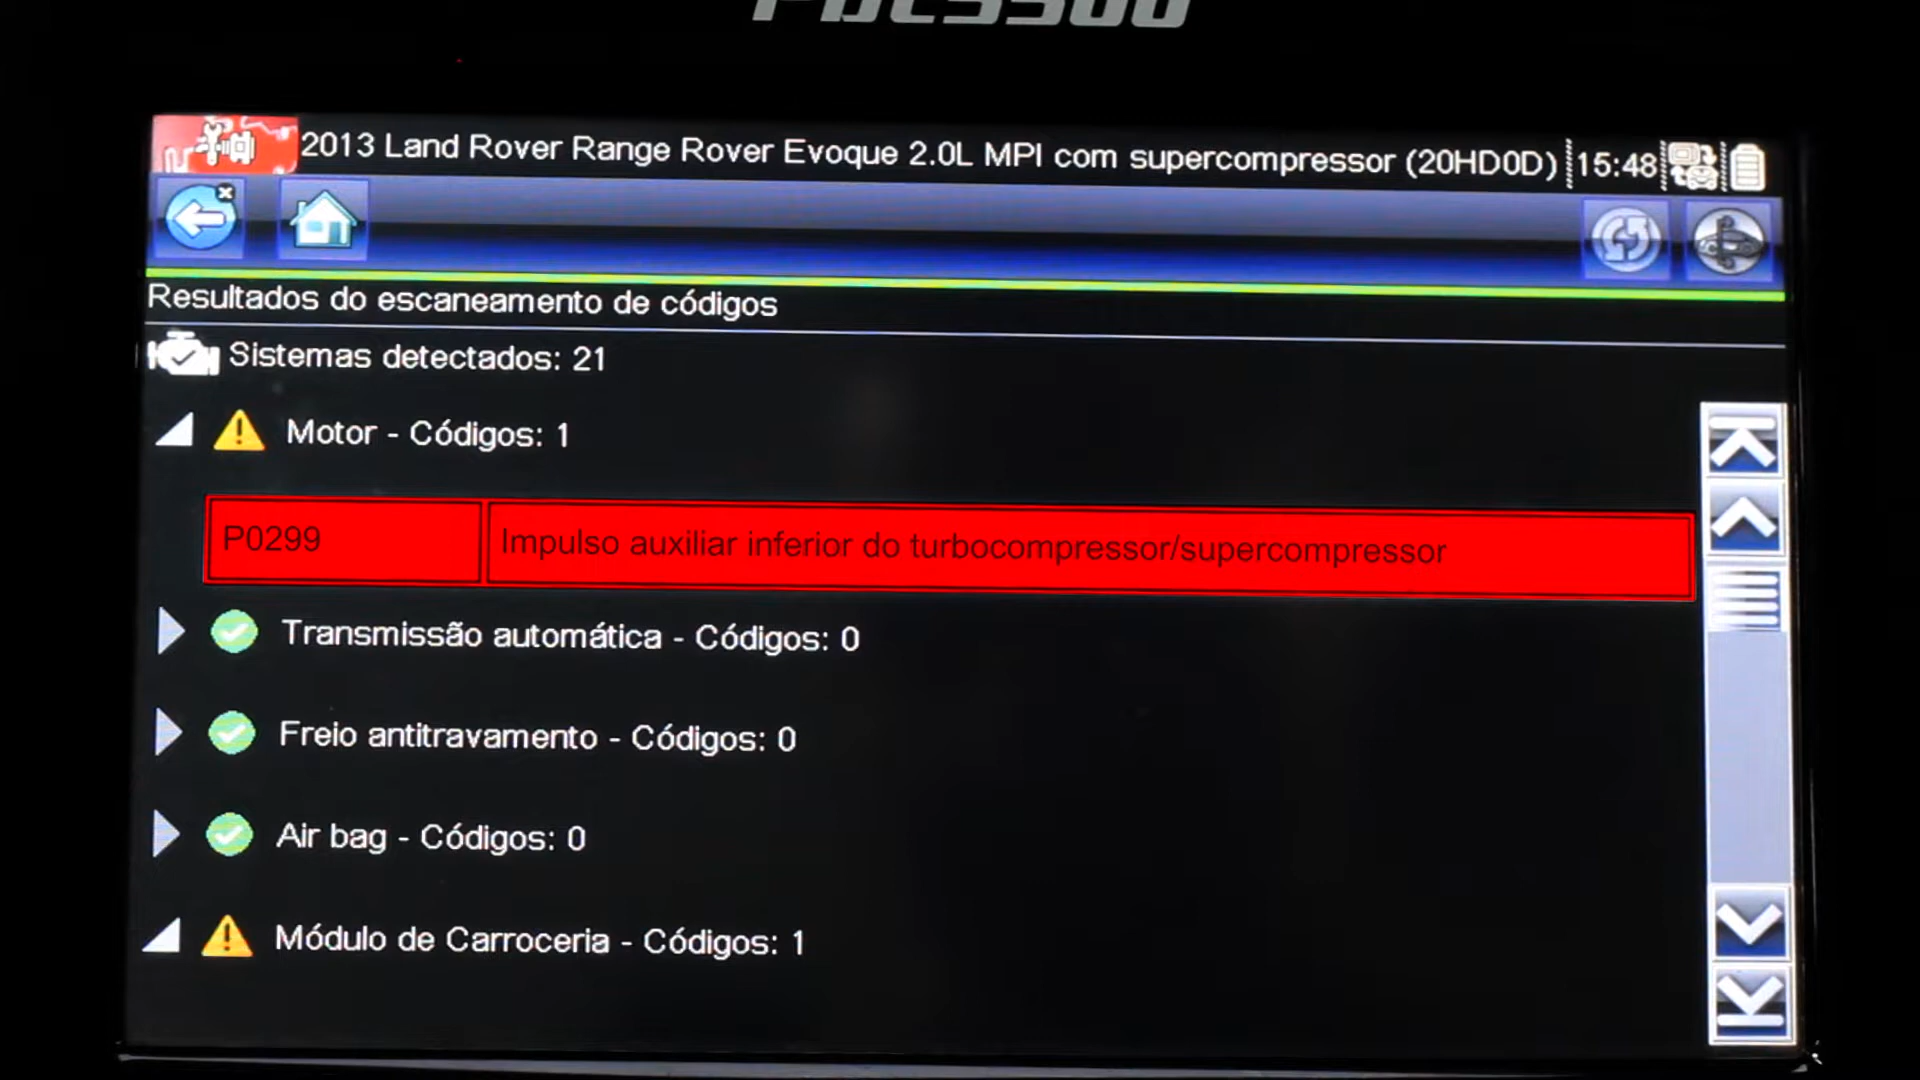 2013 Land Rover Range Rover Evoque 2.0L MPI com supercompressor (20HD0D) 15:48
Resultados do escaneamento de códigos
Sistemas detectados: 21
Motor - Códigos: 1
P0299 Impulso auxiliar inferior do turbocompressor/supercompressor
Transmissão automática - Códigos: 0
Freio antitravamento - Códigos: 0
Air bag - Códigos: 0
Módulo de Carroceria - Códigos: 1